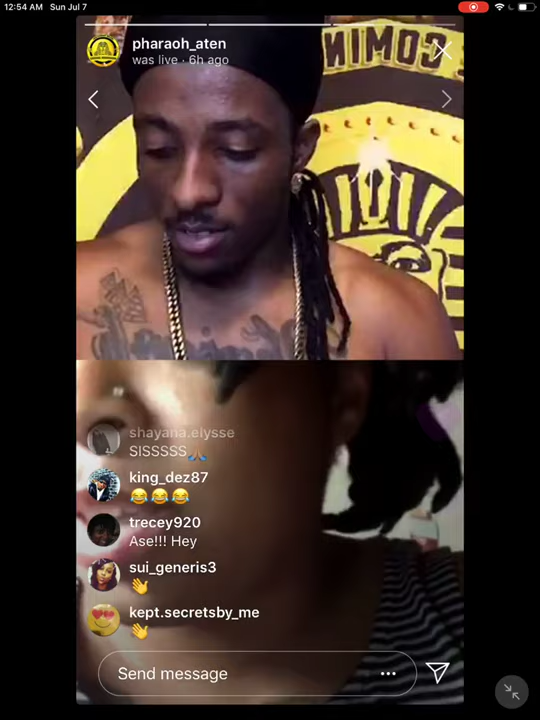 12:54 AM Sun Jul 7
pharaoh_aten
was live · 6h ago
COMIN
shayana.elysse
SISSSSS🙏🏾
king_dez87
😂😂😂
trecey920
Ase!!! Hey
sui_generis3
👋
kept.secretsby_me
👋
Send message